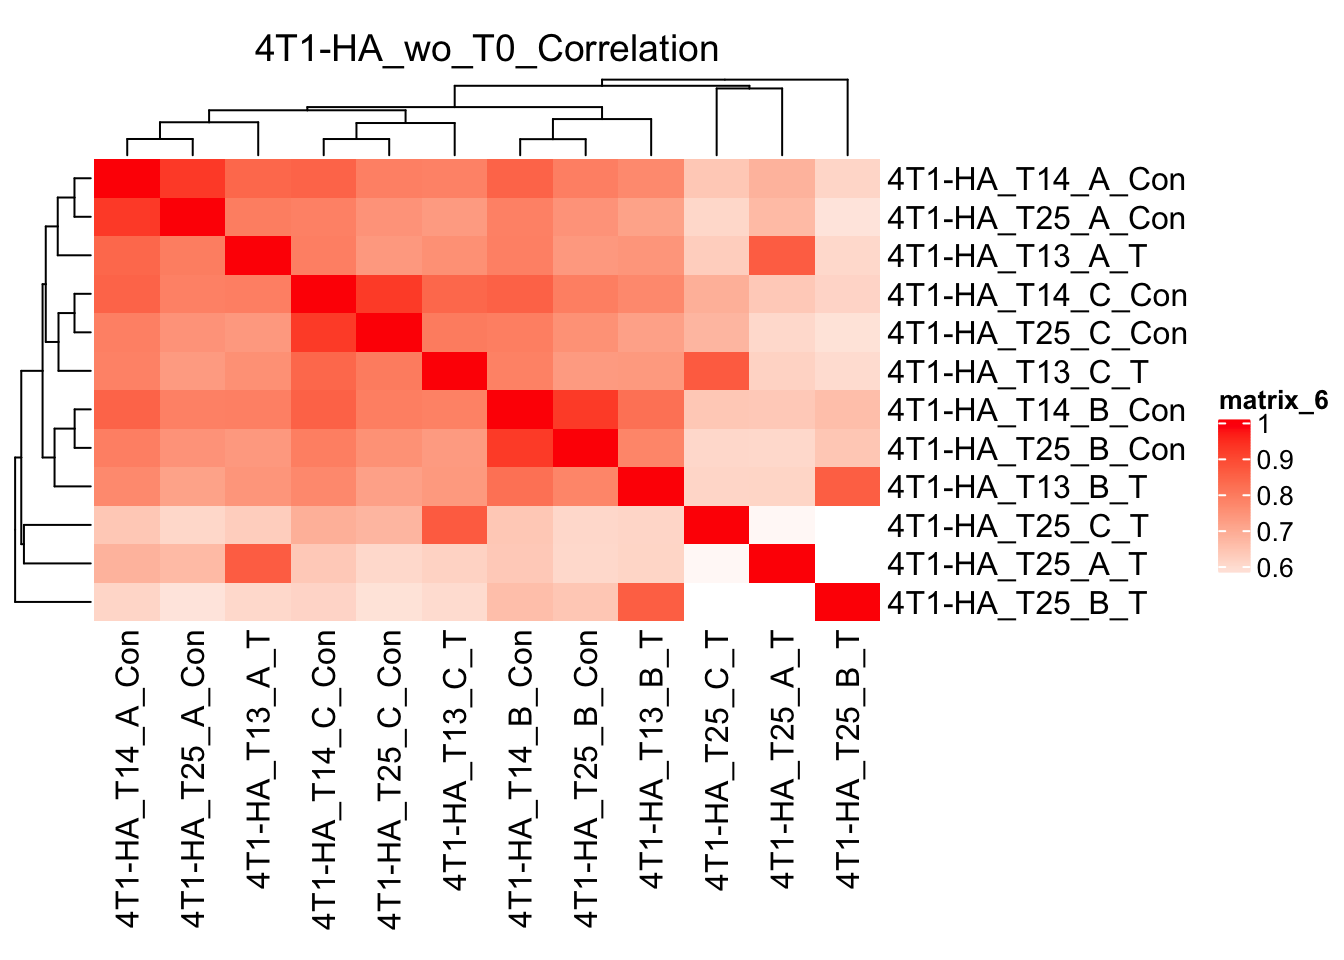 4T1-HA_wo_T0_Correlation
4T1-HA_T14_A_Con
4T1-HA_T25_A_Con
4T1-HA_T13_A_T
4T1-HA_T14_C_Con
4T1-HA_T25_C_Con
4T1-HA_T13_C_T
4T1-HA_T14_B_Con
4T1-HA_T25_B_Con
4T1-HA_T13_B_T
4T1-HA_T25_C_T
4T1-HA_T25_A_T
4T1-HA_T25_B_T
matrix_6
1
0.9
0.8
0.7
0.6
4T1-HA_T14_A_Con
4T1-HA_T25_A_Con
4T1-HA_T13_A_T
4T1-HA_T14_C_Con
4T1-HA_T25_C_Con
4T1-HA_T13_C_T
4T1-HA_T14_B_Con
4T1-HA_T25_B_Con
4T1-HA_T13_B_T
4T1-HA_T25_C_T
4T1-HA_T25_A_T
4T1-HA_T25_B_T